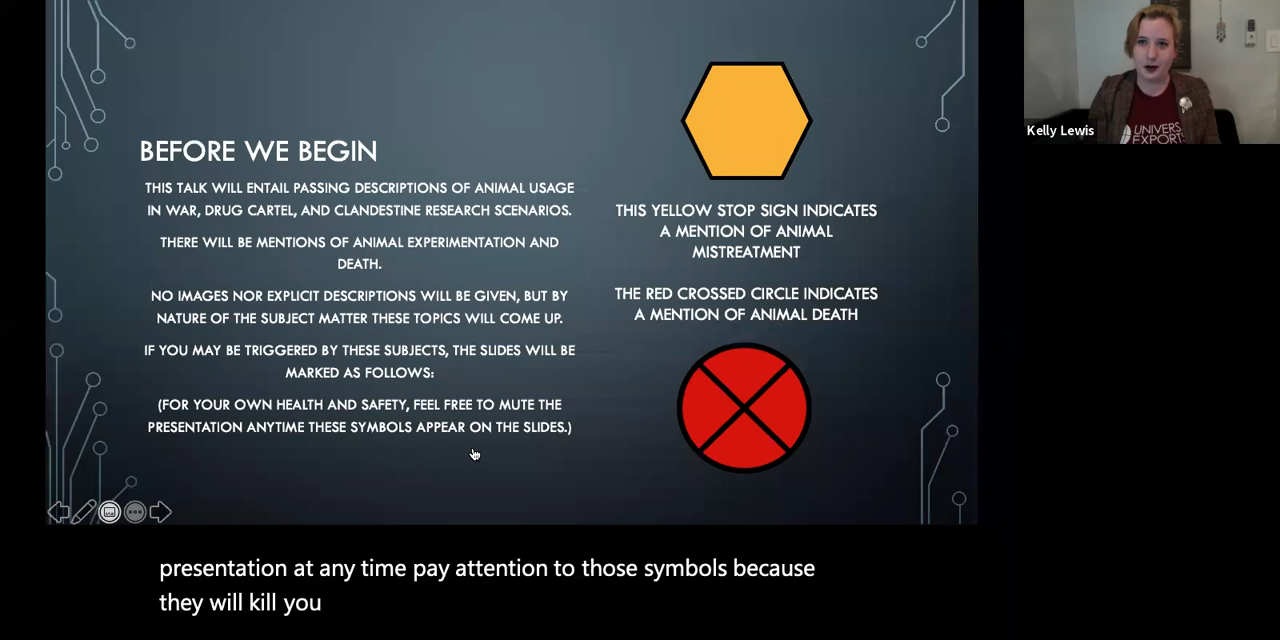 BEFORE WE BEGIN
THIS TALK WILL ENTAIL PASSING DESCRIPTIONS OF ANIMAL USAGE
IN WAR, DRUG CARTEL, AND CLANDESTINE RESEARCH SCENARIOS.
THERE WILL BE MENTIONS OF ANIMAL EXPERIMENTATION AND
DEATH.
NO IMAGES NOR EXPLICIT DESCRIPTIONS WILL BE GIVEN, BUT BY
NATURE OF THE SUBJECT MATTER THESE TOPICS WILL COME UP.
IF YOU MAY BE TRIGGERED BY THESE SUBJECTS, THE SLIDES WILL BE
MARKED AS FOLLOWS:
(FOR YOUR OWN HEALTH AND SAFETY, FEEL FREE TO MUTE THE
PRESENTATION ANYTIME THESE SYMBOLS APPEAR ON THE SLIDES.)
THIS YELLOW STOP SIGN INDICATES
A MENTION OF ANIMAL
MISTREATMENT
THE RED CROSSED CIRCLE INDICATES
A MENTION OF ANIMAL DEATH
Kelly Lewis
UNIVERS
EXPORTS
presentation at any time pay attention to those symbols because
they will kill you